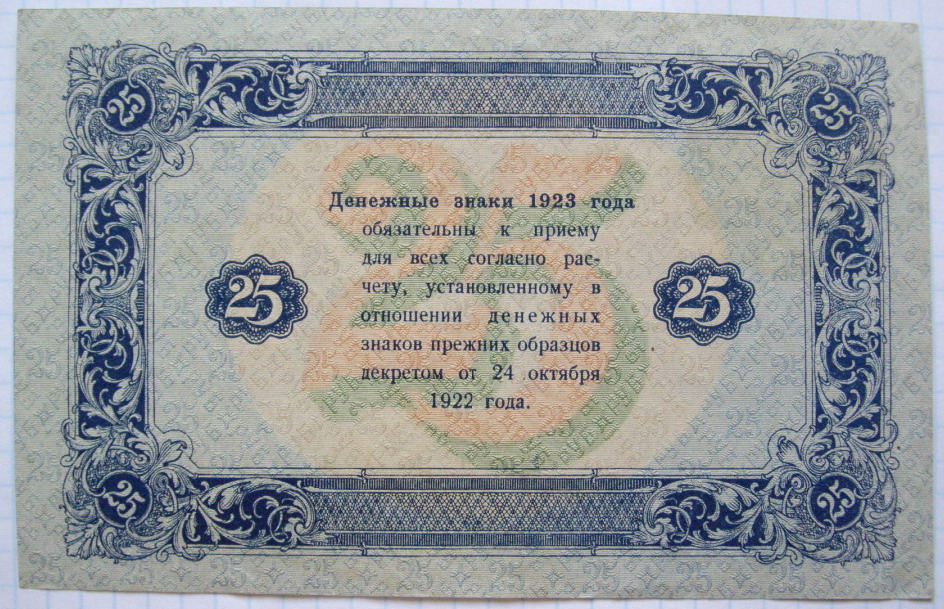 25 25
Денежные знаки 1923 года
обязательны к приему
для всех согласно рас-
чету, установленному в
25 25
отношении денежных
знаков прежних образцов
декретом от 24 октября
1922 года.
25 25